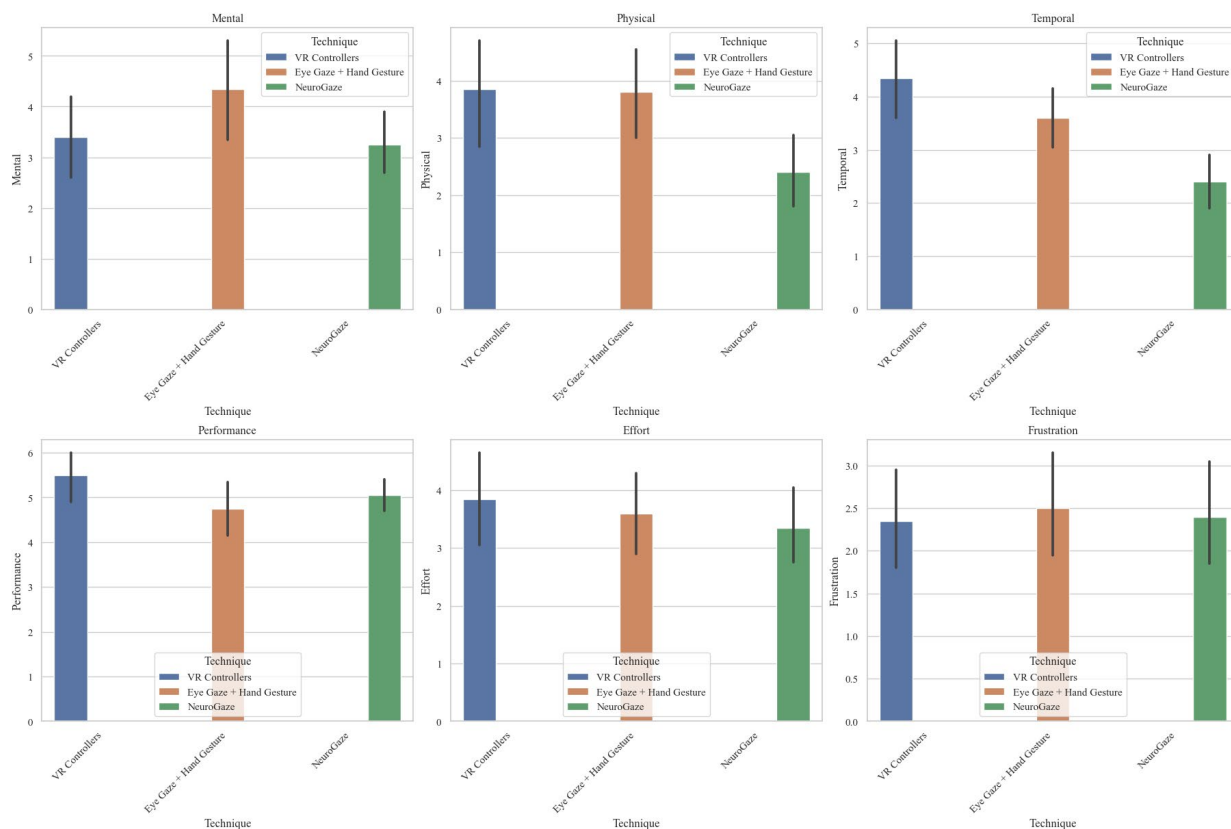 Mental
Mental
5
4
3
2
1
0
Technique
VR Controllers
Eye Gaze + Hand Gesture
NeuroGaze
VR Controllers
Eye Gaze + Hand Gesture
NeuroGaze
Technique
Physical
Physical
4
3
2
1
0
Technique
VR Controllers
Eye Gaze + Hand Gesture
NeuroGaze
VR Controllers
Eye Gaze + Hand Gesture
NeuroGaze
Technique
Temporal
Temporal
5
4
3
2
1
0
Technique
VR Controllers
Eye Gaze + Hand Gesture
NeuroGaze
VR Controllers
Eye Gaze + Hand Gesture
NeuroGaze
Technique
Performance
Performance
6
5
4
3
2
1
0
Technique
VR Controllers
Eye Gaze + Hand Gesture
NeuroGaze
VR Controllers
Eye Gaze + Hand Gesture
NeuroGaze
Technique
Effort
Effort
4
3
2
1
0
Technique
VR Controllers
Eye Gaze + Hand Gesture
NeuroGaze
VR Controllers
Eye Gaze + Hand Gesture
NeuroGaze
Technique
Frustration
Frustration
3.0
2.5
2.0
1.5
1.0
0.5
0.0
Technique
VR Controllers
Eye Gaze + Hand Gesture
NeuroGaze
VR Controllers
Eye Gaze + Hand Gesture
NeuroGaze
Technique